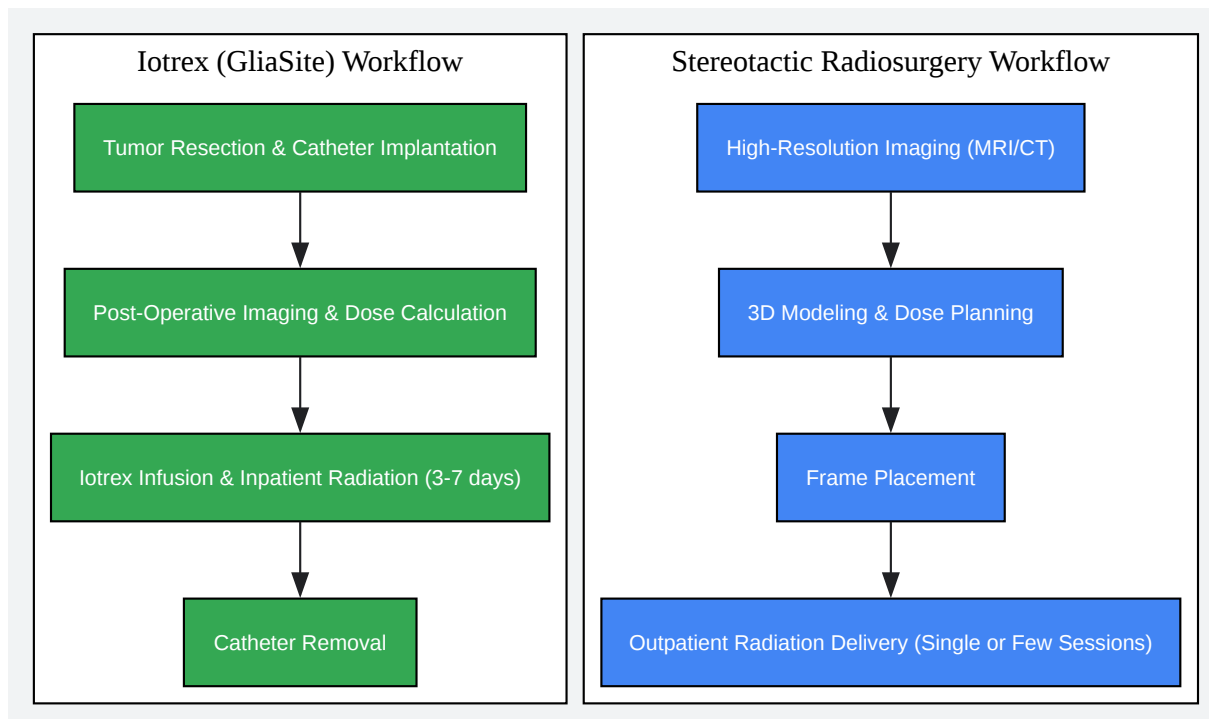 Iotrex (GliaSite) Workflow
Tumor Resection & Catheter Implantation
Post-Operative Imaging & Dose Calculation
Iotrex Infusion & Inpatient Radiation (3-7 days)
Catheter Removal
Stereotactic Radiosurgery Workflow
High-Resolution Imaging (MRI/CT)
3D Modeling & Dose Planning
Frame Placement
Outpatient Radiation Delivery (Single or Few Sessions)